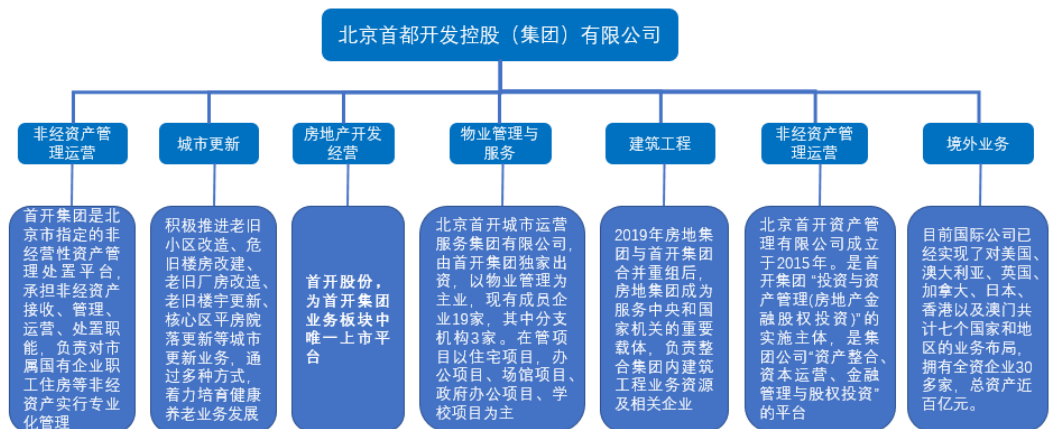 北京首都开发控股（集团）有限公司
非经资产管
理运营
城市更新
房地产开发
经营
物业管理与
服务
建筑工程
非经资产管
理运营
境外业务
首开集团是北
京市指定的非
经营性资产管
理处置平台，
承担非经资产
接收、管理、
运营、处置职
能，负责对市
属国有企业职
工住房等非经
资产实行专业
化管理
积极推进老旧
小区改造、危
旧楼房改建、
老旧厂房改造、
老旧楼宇更新、
核心区平房院
落更新等城市
更新业务，通
过多种方式，
着力培育健康
养老业务发展
首开股份，
为首开集团
业务板块中
唯一上市平
台
北京首开城市运营
服务集团有限公司，
由首开集团独家出
资，以物业管理为
主业，现有成员企
业19家，其中分支
机构3家。在管项
目以住宅项目，办
公项目、场馆项目、
政府办公项目、学
校项目为主
2019年房地集
团与首开集团
合并重组后，
房地集团成为
服务中央和国
家机关的重要
载体，负责整
合集团内建筑
工程业务资源
及相关企业
北京首开资产管
理有限公司成立
于2015年。是首
开集团“投资与资
产管理(房地产金
融股权投资)”的
实施主体，是集
团公司“资产整合、
资本运营、金融
管理与股权投资”
的平台
目前国际公司已
经实现了对美国、
澳大利亚、英国、
加拿大、日本、
香港以及澳门共
计七个国家和地
区的业务布局，
拥有全资企业30
多家，总资产近
百亿元。